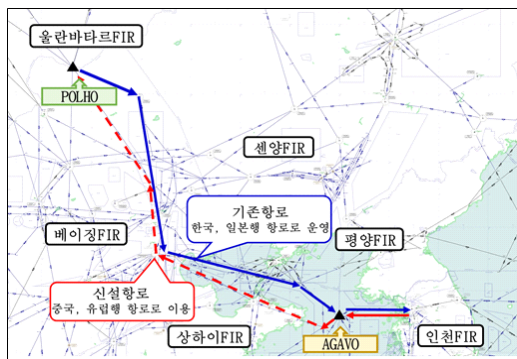 울란바타르FIR
POLHO
센양FIR
기존항로
한국, 일본행 항로로 운영
베이징FIR
평양FIR
신설항로
중국, 유럽행 항로로 이용
상하이FIR
AGAVO
인천FIR